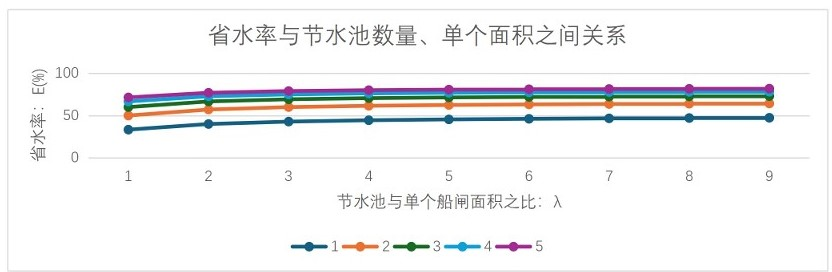 省水率与节水池数量、单个面积之间关系
省水率：E(%)
100
50
0
1 2 3 4 5 6 7 8 9
节水池与单个船闸面积之比：λ
1 2 3 4 5